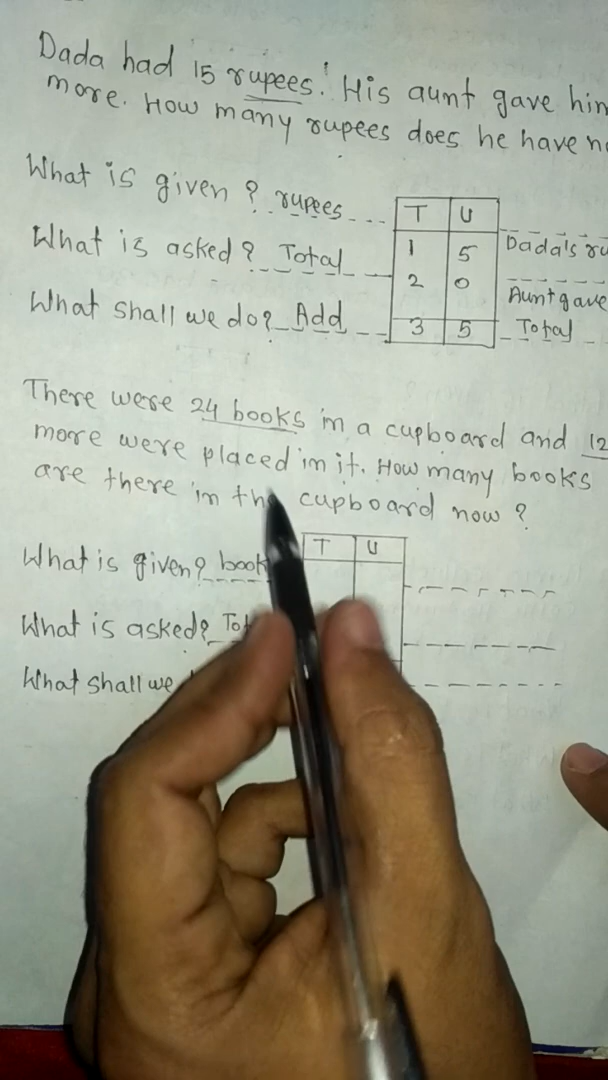 Dada had 15 rupees. His aunt gave him
more. How many rupees does he have
What is given? rupees
T U
1 5 Dada's
What is asked? Total
2 0 Aunt gave
What shall we do? Add
3 5 Total
There were 24 books in a cupboard and 12
more were placed in it. How many books
are there in the cupboard now?
T U
What is given? book
What is asked?
What shall we